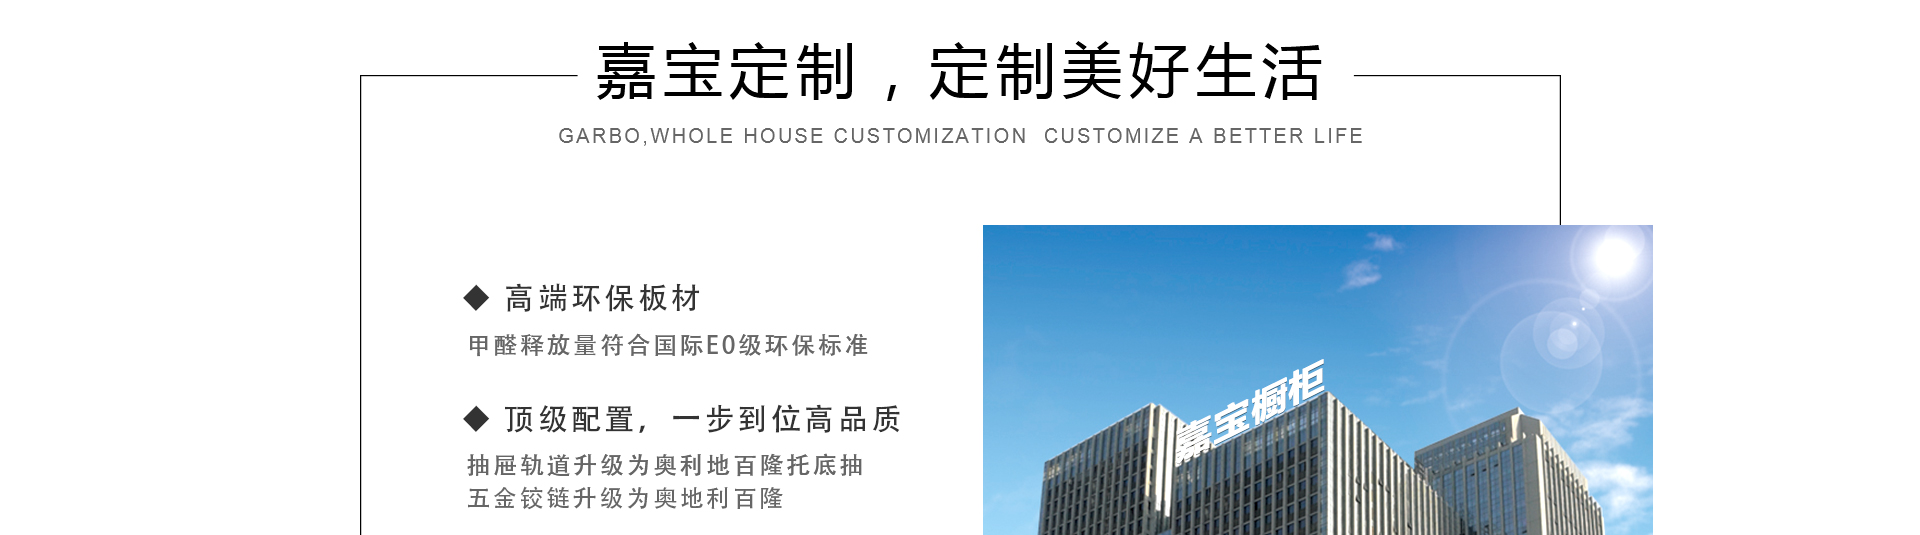 嘉宝定制，定制美好生活
GARBO,WHOLE HOUSE CUSTOMIZATION  CUSTOMIZE A BETTER LIFE
◆ 高端环保板材
甲醛释放量符合国际E0级环保标准
◆ 顶级配置，一步到位高品质
抽屉轨道升级为奥利地百隆托底抽
五金铰链升级为奥地利百隆
嘉宝橱柜